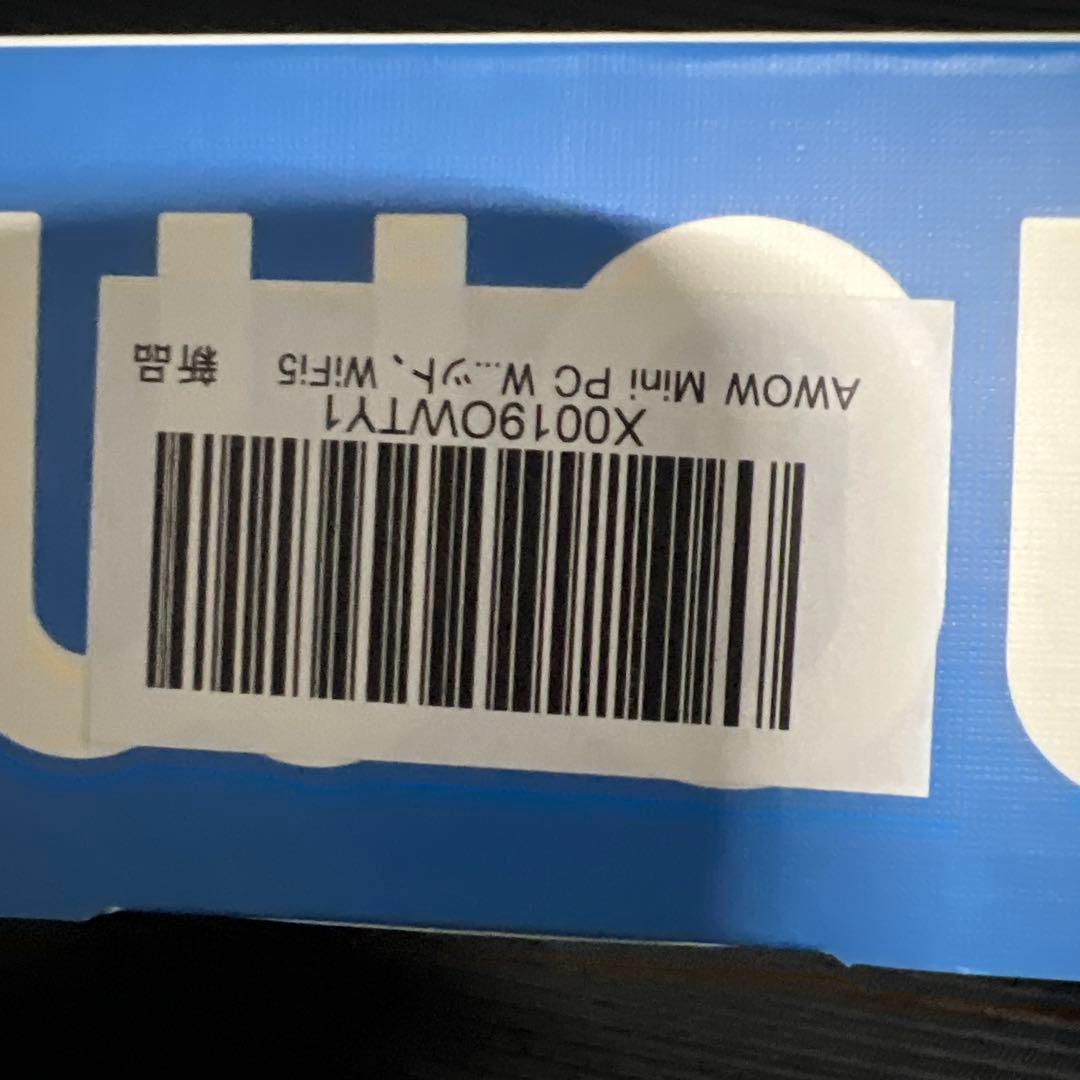 X0019OWTY1
AWOW Mini PC W...ット、WiFi5 新品